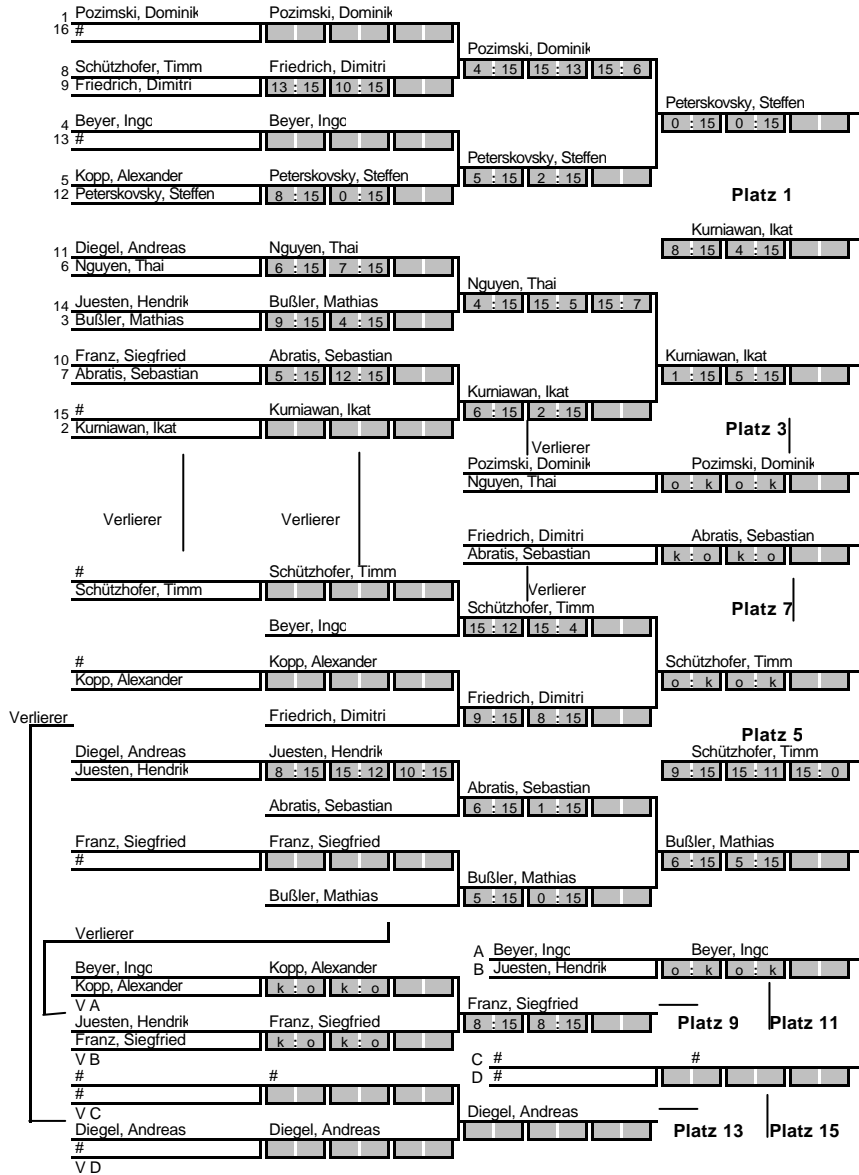 1 Pozimski, Dominik Pozimski, Dominik
16 #
Pozimski, Dominik
8 Schützhofer, Timm Friedrich, Dimitri 4 : 15 15 : 13 15 : 6
9 Friedrich, Dimitri 13 : 15 10 : 15
Peterskovsky, Steffen
4 Beyer, Ingo Beyer, Ingo 0 : 15 0 : 15
13 #
Peterskovsky, Steffen
5 Kopp, Alexander Peterskovsky, Steffen 5 : 15 2 : 15
12 Peterskovsky, Steffen 8 : 15 0 : 15 Platz 1
Kurniawan, Ikat
11 Diegel, Andreas Nguyen, Thai 8 : 15 4 : 15
6 Nguyen, Thai 6 : 15 7 : 15
Nguyen, Thai
14 Juesten, Hendrik Bußler, Mathias 4 : 15 15 : 5 15 : 7
3 Bußler, Mathias 9 : 15 4 : 15
10 Franz, Siegfried Abratis, Sebastian Kurniawan, Ikat
7 Abratis, Sebastian 5 : 15 12 : 15 1 : 15 5 : 15
Kurniawan, Ikat
15 # Kurniawan, Ikat 6 : 15 2 : 15
2 Kurniawan, Ikat Platz 3
Verlierer
Pozimski, Dominik Pozimski, Dominik
Nguyen, Thai o : k o : k
Verlierer Verlierer
Friedrich, Dimitri Abratis, Sebastian
Abratis, Sebastian k : o k : o
# Schützhofer, Timm
Schützhofer, Timm Verlierer
Schützhofer, Timm Platz 7
Beyer, Ingo 15 : 12 15 : 4
# Kopp, Alexander Schützhofer, Timm
Kopp, Alexander o : k o : k
Friedrich, Dimitri
Verlierer Friedrich, Dimitri 9 : 15 8 : 15
Platz 5
Diegel, Andreas Juesten, Hendrik Schützhofer, Timm
Juesten, Hendrik 8 : 15 15 : 12 10 : 15 9 : 15 15 : 11 15 : 0
Abratis, Sebastian
Abratis, Sebastian 6 : 15 1 : 15
Franz, Siegfried Franz, Siegfried Bußler, Mathias
# 6 : 15 5 : 15
Bußler, Mathias
Bußler, Mathias 5 : 15 0 : 15
Verlierer
A Beyer, Ingo Beyer, Ingo
Beyer, Ingo Kopp, Alexander B Juesten, Hendrik o : k o : k
Kopp, Alexander k : o k : o
V A Franz, Siegfried
Juesten, Hendrik Franz, Siegfried 8 : 15 8 : 15 Platz 9 Platz 11
Franz, Siegfried k : o k : o
V B
C # #
# # D #
#
V C Diegel, Andreas
Diegel, Andreas Diegel, Andreas Platz 13 Platz 15
#
V D